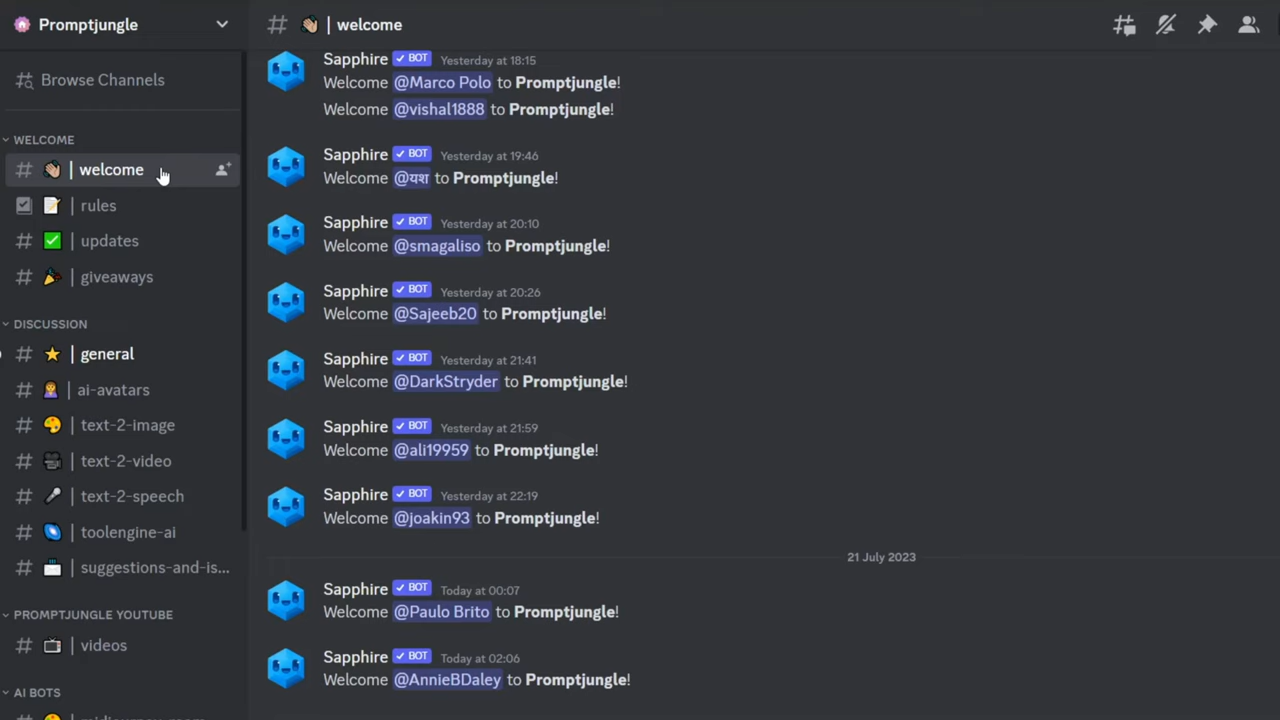 Promptjungle
Browse Channels
WELCOME
| welcome
| rules
| updates
| giveaways
DISCUSSION
| general
| ai-avatars
| text-2-image
| text-2-video
| text-2-speech
| toolengine-ai
| suggestions-and-is...
PROMPTJUNGLE YOUTUBE
| videos
AI BOTS
| welcome
Sapphire BOT Yesterday at 18:15
Welcome @Marco Polo to Promptjungle!
Welcome @vishal1888 to Promptjungle!
Sapphire BOT Yesterday at 19:46
Welcome @यश to Promptjungle!
Sapphire BOT Yesterday at 20:10
Welcome @smagaliso to Promptjungle!
Sapphire BOT Yesterday at 20:26
Welcome @Sajeeb20 to Promptjungle!
Sapphire BOT Yesterday at 21:41
Welcome @DarkStryder to Promptjungle!
Sapphire BOT Yesterday at 21:59
Welcome @ali19959 to Promptjungle!
Sapphire BOT Yesterday at 22:19
Welcome @joakin93 to Promptjungle!
21 July 2023
Sapphire BOT Today at 00:07
Welcome @Paulo Brito to Promptjungle!
Sapphire BOT Today at 02:06
Welcome @AnnieBDaley to Promptjungle!